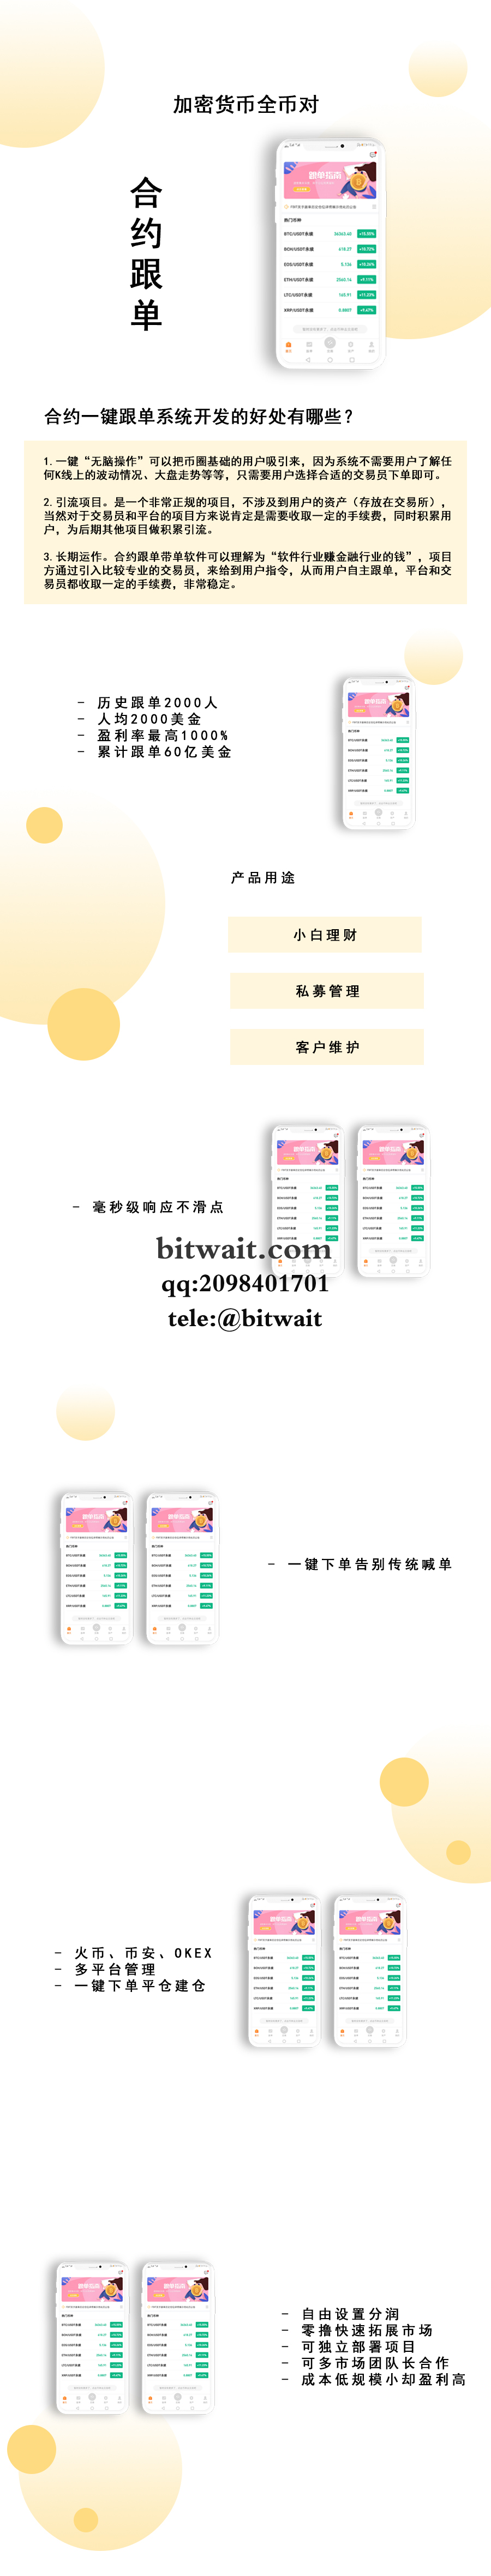 加密货币全币对
合
约
跟
单
跟单指南
热门币种
BTC/USDT永续 36363.65 +10.00%
BCH/USDT永续 618.27 +10.70%
EOS/USDT永续 5.136 +10.26%
ETH/USDT永续 2560.14 +9.11%
LTC/USDT永续 165.91 +11.23%
XRP/USDT永续 0.8807 +9.67%
合约一键跟单系统开发的好处有哪些？
1.一键“无脑操作”可以把币圈基础的用户吸引来，因为系统不需要用户了解任
何K线上的波动情况、大盘走势等等，只需要用户选择合适的交易员下单即可。
2.引流项目。是一个非常正规的项目，不涉及到用户的资产（存放在交易所），
当然对于交易员和平台的项目方来说肯定是需要收取一定的手续费，同时积累用
户，为后期其他项目做积累引流。
3.长期运作。合约跟单带单软件可以理解为“软件行业赚金融行业的钱”，项目
方通过引入比较专业的交易员，来给到用户指令，从而用户自主跟单，平台和交
易员都收取一定的手续费，非常稳定。
- 历史跟单2000人
- 人均2000美金
- 盈利率最高1000%
- 累计跟单60亿美金
产品用途
小白理财
私募管理
客户维护
- 毫秒级响应不滑点
bitwait.com
qq:2098401701
tele:@bitwait
- 一键下单告别传统喊单
- 火币、币安、OKEX
- 多平台管理
- 一键下单平仓建仓
- 自由设置分润
- 零撸快速拓展市场
- 可独立部署项目
- 可多市场团队长合作
- 成本低规模小却盈利高